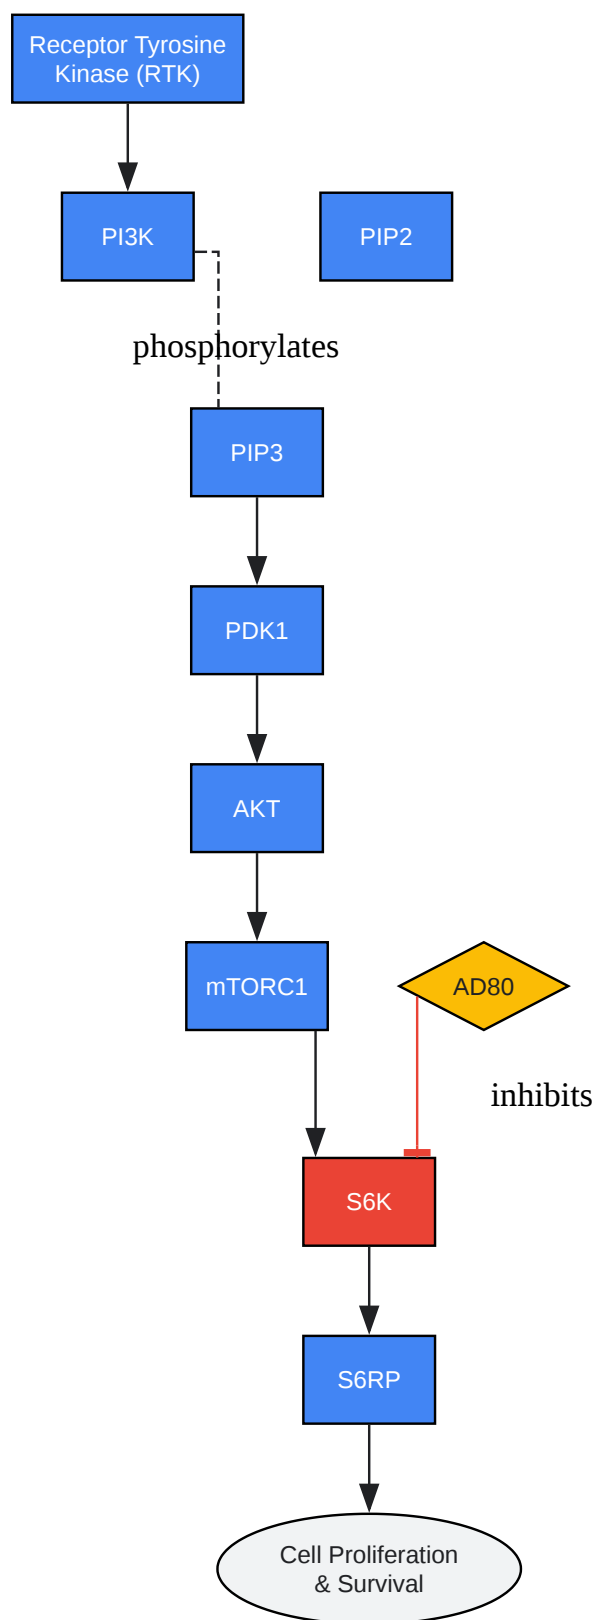 Receptor Tyrosine
Kinase (RTK)
PI3K
PIP2
phosphorylates
PIP3
PDK1
AKT
mTORC1
AD80
inhibits
S6K
S6RP
Cell Proliferation
& Survival